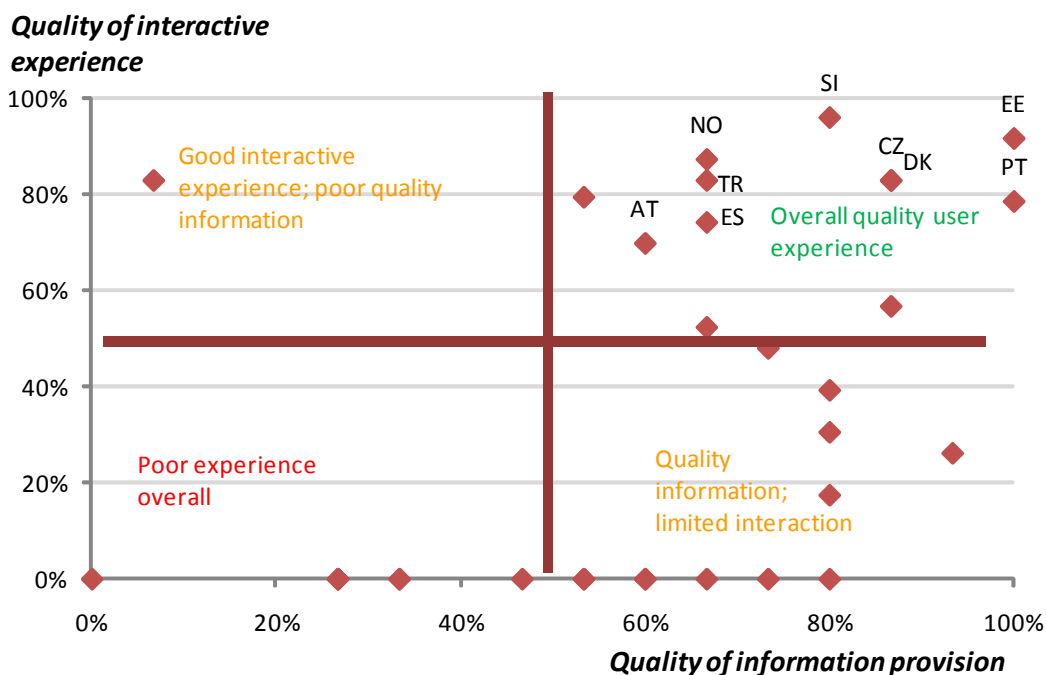 Quality of interactive
experience
100%
80%
60%
40%
20%
0%
SI
EE
NO
CZ
DK
PT
TR
AT
ES
Good interactive
experience; poor quality
information
Overall quality user
experience
Poor experience
overall
Quality
information;
limited interaction
0%
20%
40%
60%
80%
100%
Quality of information provision